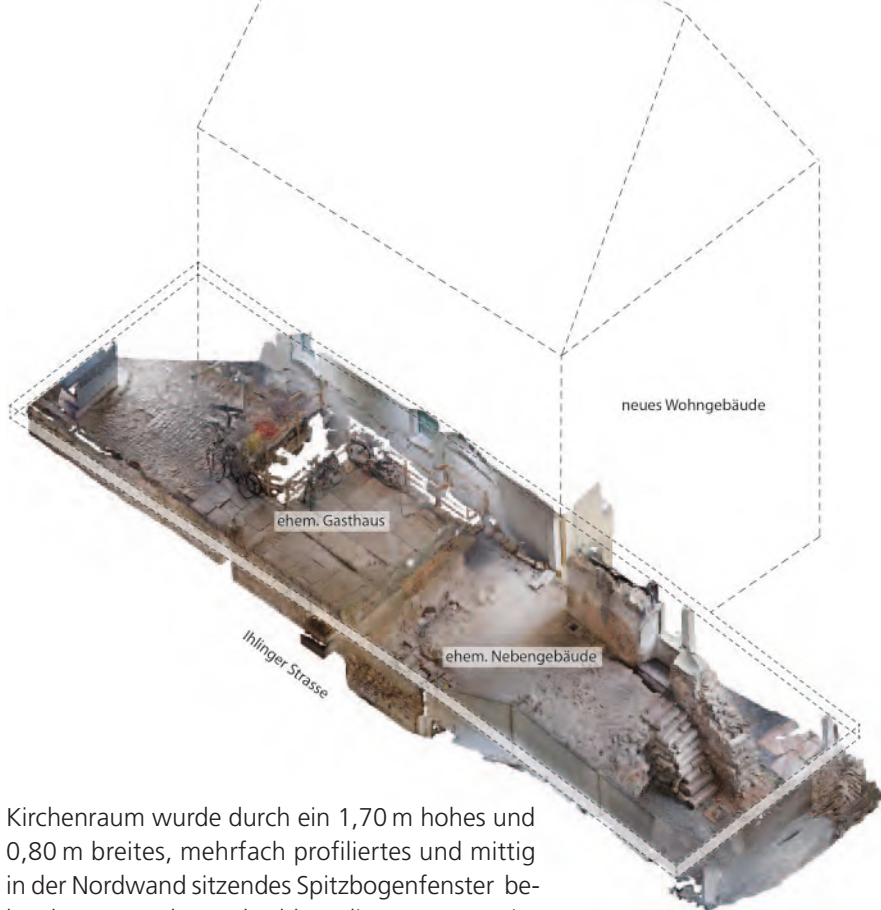 neues Wohngebäude
ehem. Gasthaus
ehem. Nebengebäude
Ihlinger Strasse
Kirchenraum wurde durch ein 1,70 m hohes und
0,80 m breites, mehrfach profiliertes und mittig
in der Nordwand sitzendes Spitzbogenfenster be-